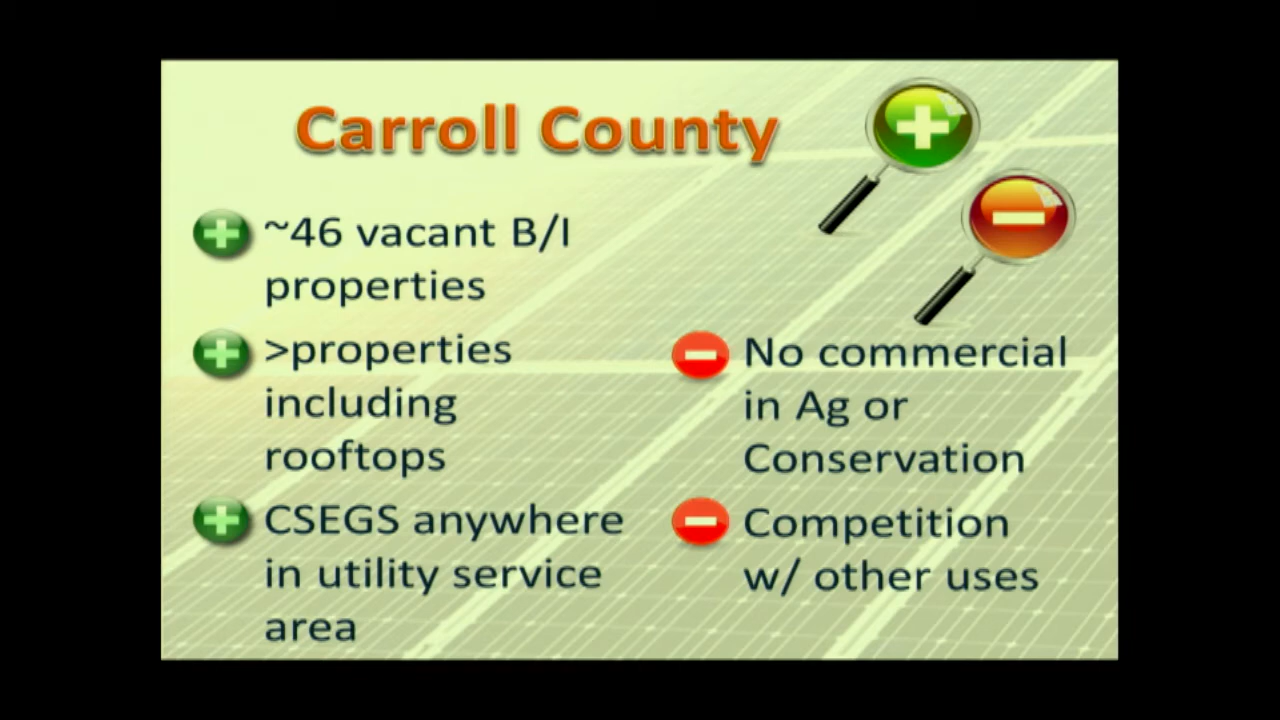 Carroll County
~46 vacant B/I
properties
>properties
including
rooftops
CSEGS anywhere
in utility service
area
No commercial
in Ag or
Conservation
Competition
w/ other uses